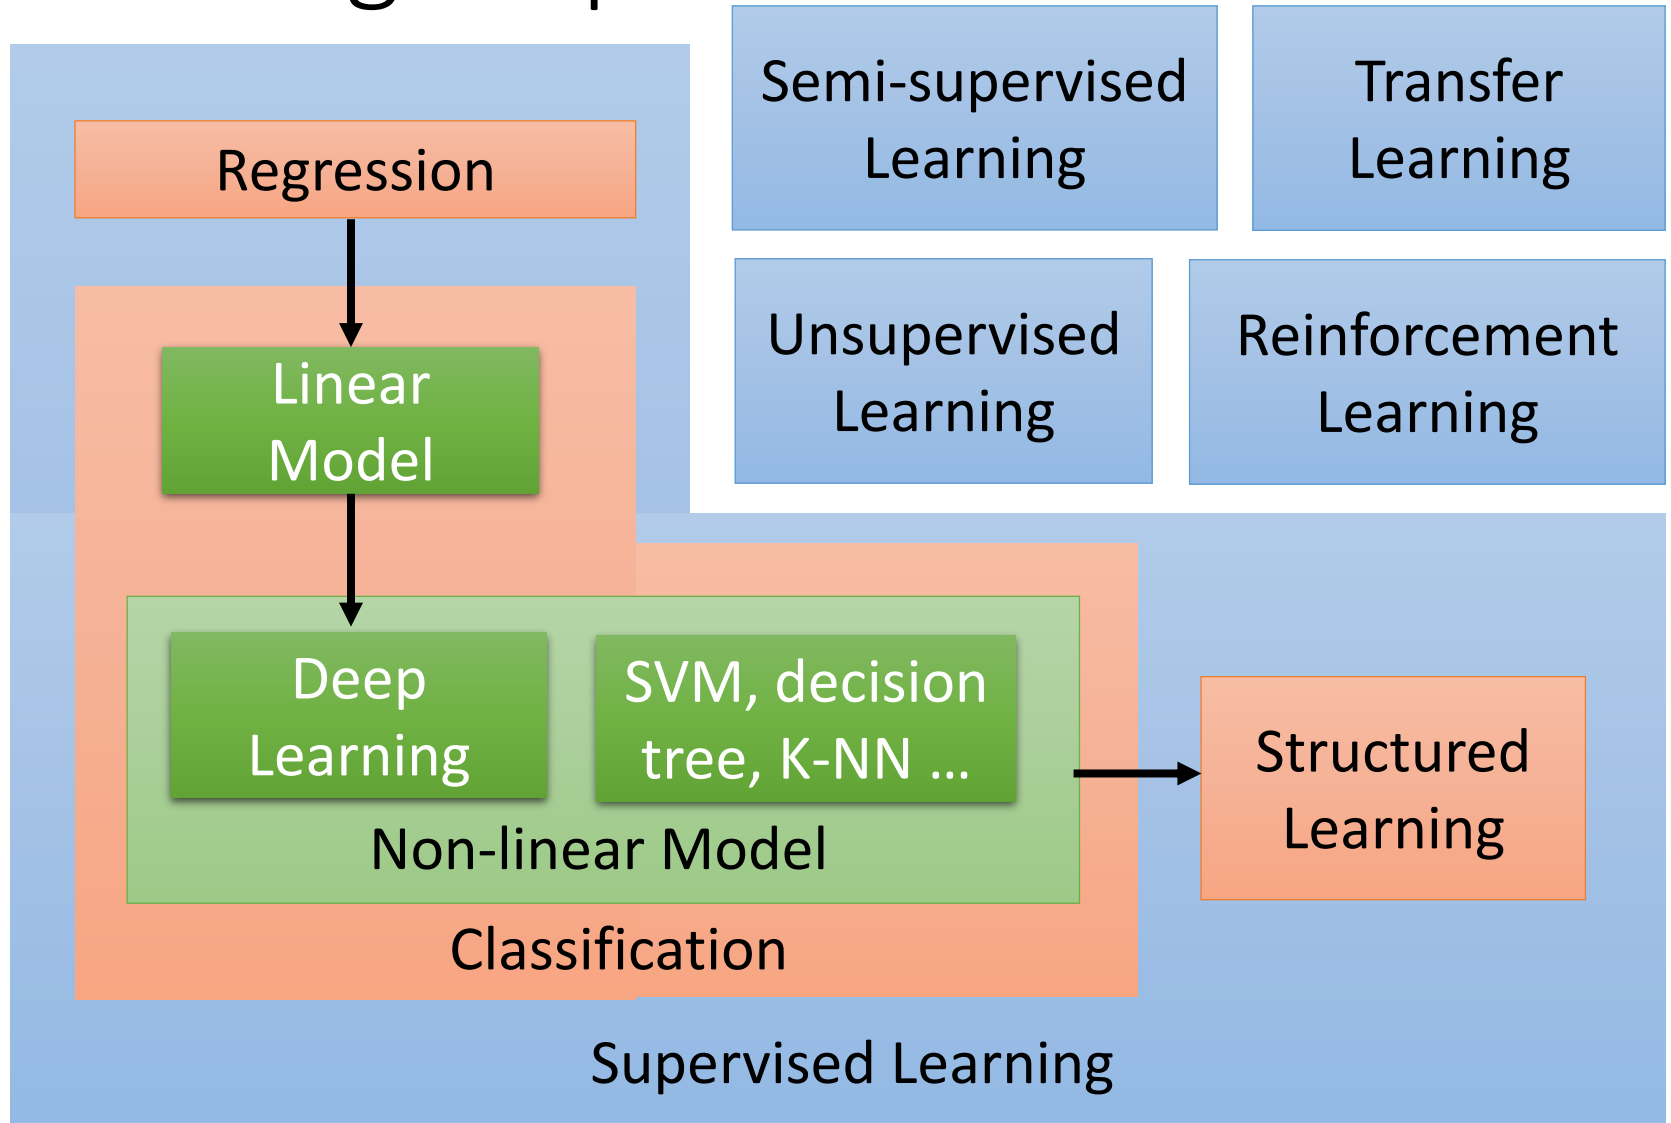 Semi-supervised
Learning
Transfer
Learning
Regression
Unsupervised
Learning
Reinforcement
Learning
Linear
Model
Deep
Learning
SVM, decision
tree, K-NN ...
Non-linear Model
Structured
Learning
Classification
Supervised Learning